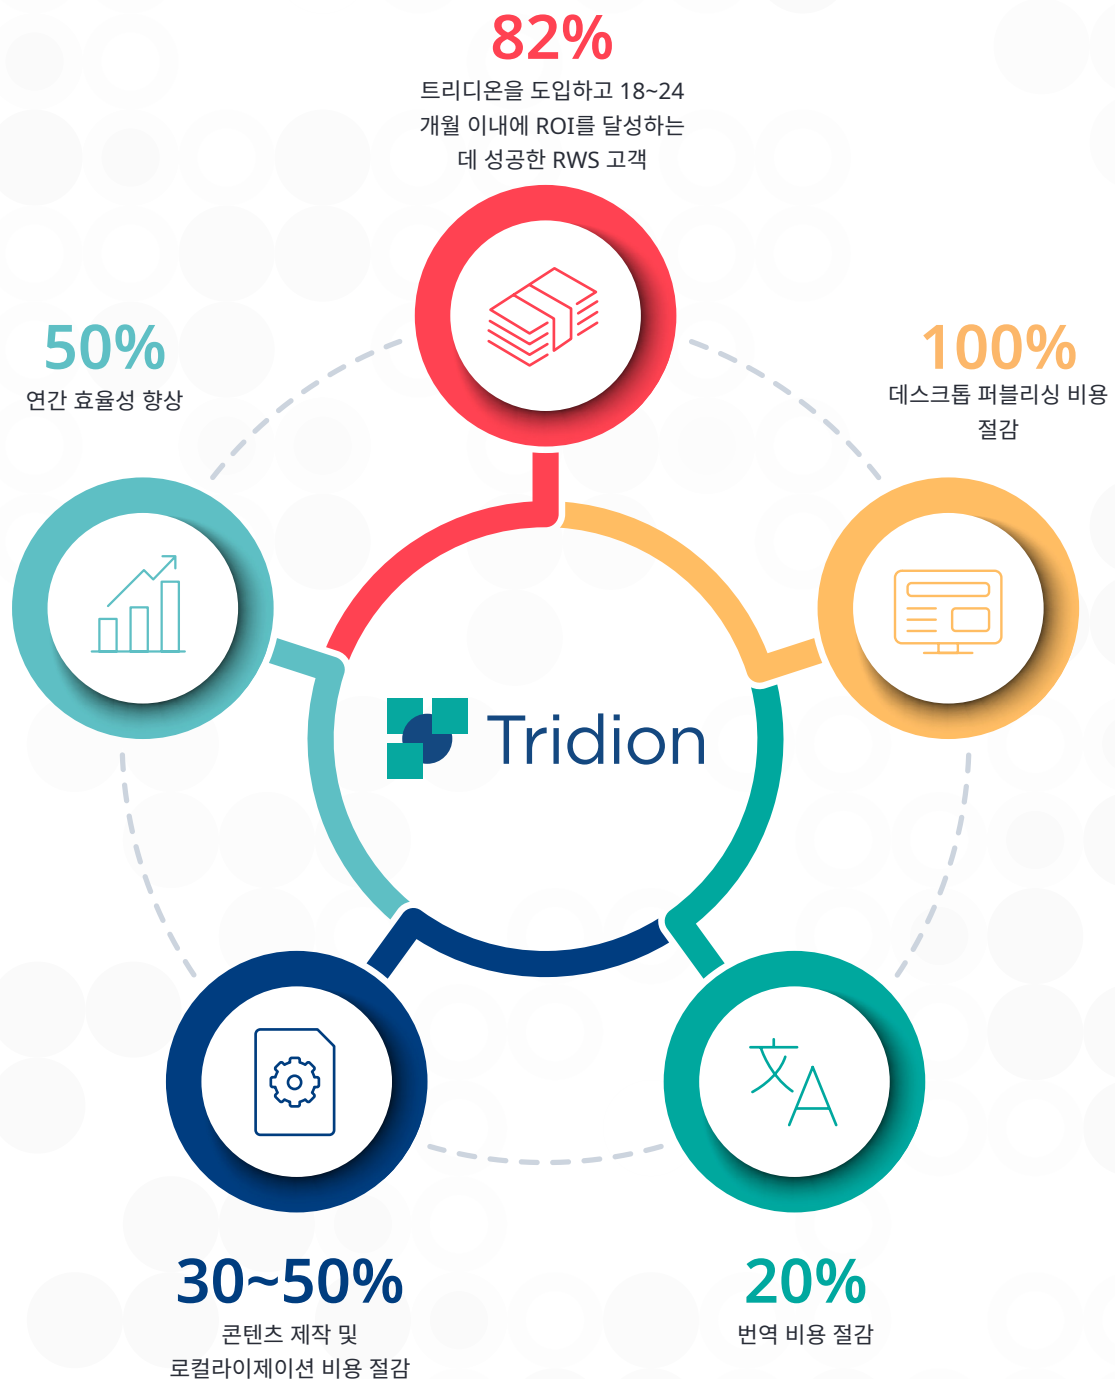 82%
트리디온을 도입하고 18~24
개월 이내에 ROI를 달성하는
데 성공한 RWS 고객
50%
연간 효율성 향상
100%
데스크톱 퍼블리싱 비용
절감
Tridion
文A
30~50%
콘텐츠 제작 및
로컬라이제이션 비용 절감
20%
번역 비용 절감